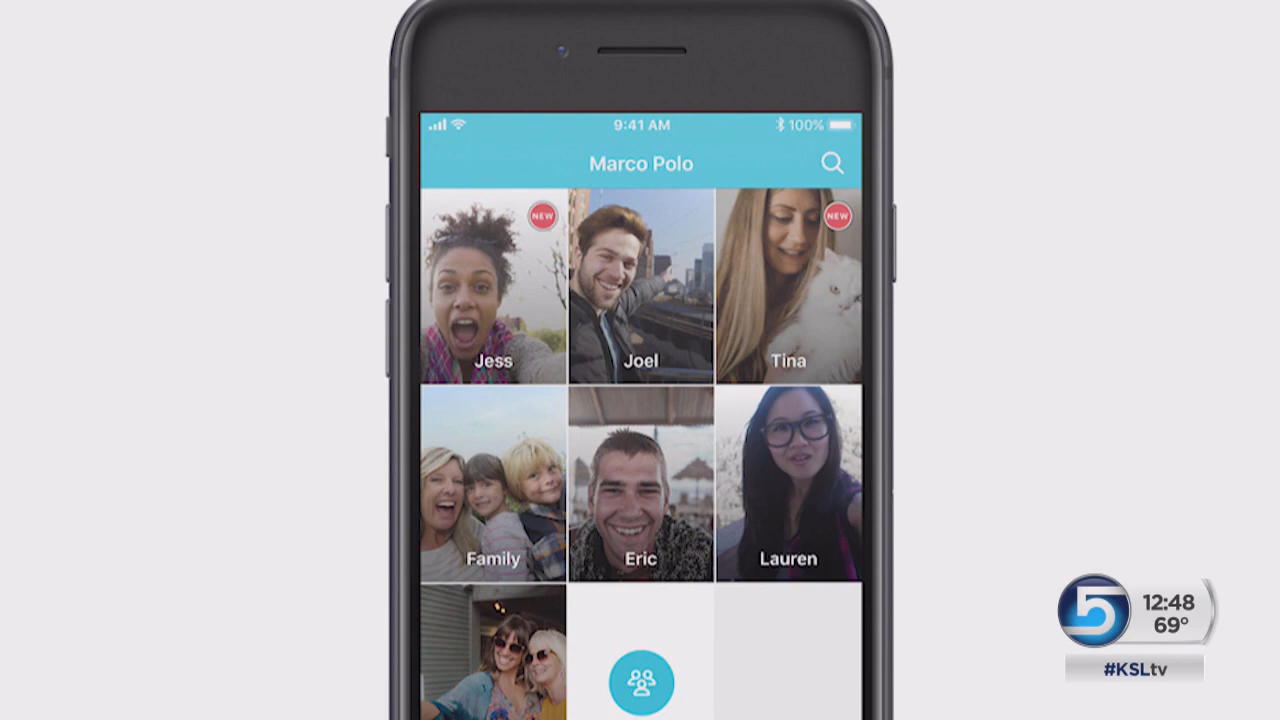 9:41 AM
100%
Marco Polo
NEW
NEW
Jess
Joel
Tina
Family
Eric
Lauren
5
12:48
69°
#KSLtv